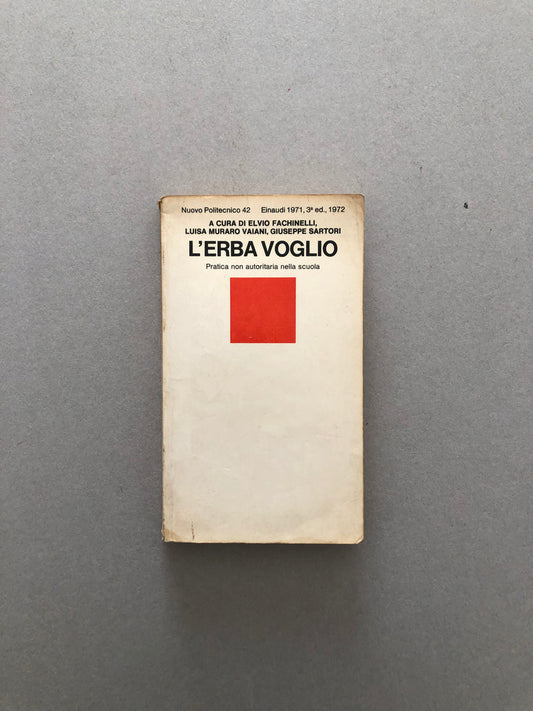 Nuovo Politecnico 42 Einaudi 1971, 3ª ed., 1972
A CURA DI ELVIO FACHINELLI,
LUISA MURARO VAIANI, GIUSEPPE SARTORI
L'ERBA VOGLIO
Pratica non autoritaria nella scuola